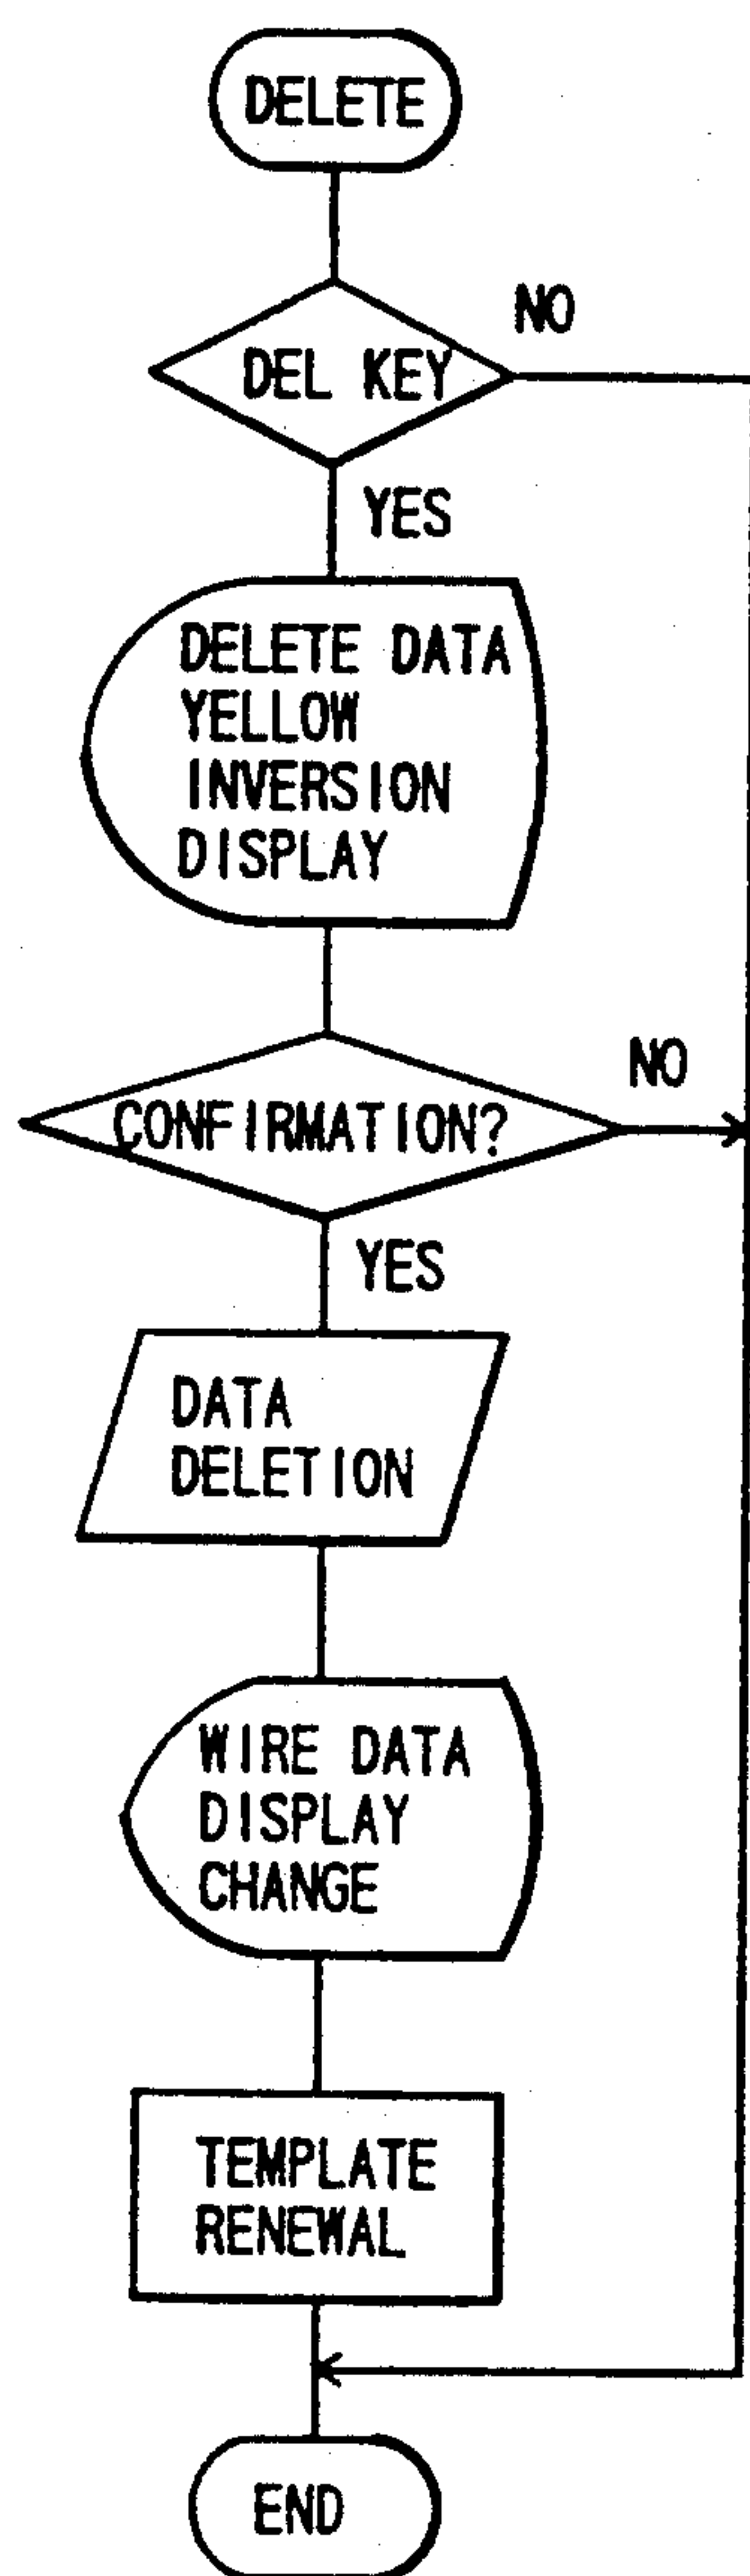 DELETE
DEL KEY
NO
YES
DELETE DATA
YELLOW
INVERSION
DISPLAY
CONFIRMATION?
NO
YES
DATA
DELETION
WIRE DATA
DISPLAY
CHANGE
TEMPLATE
RENEWAL
END